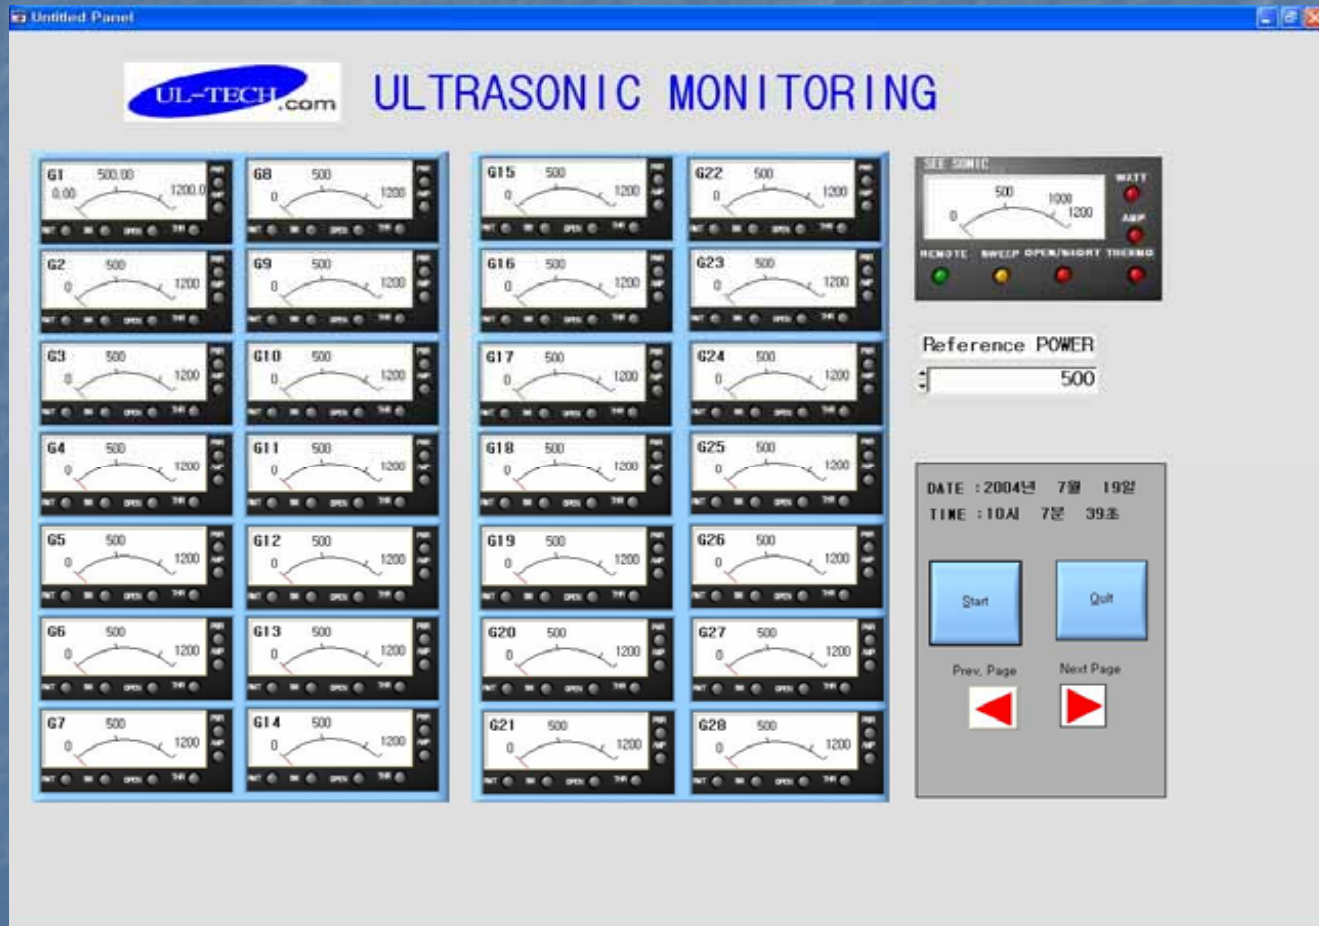 Untitled Panel
UL-TECH.com
ULTRASONIC MONITORING
G1 500.00
0.00 1200.0
G8 500
0 1200
G15 500
0 1200
G22 500
0 1200
SEE SONIC
WATT
500 1000
0 1200
AMP
REMOTE SWEEP THERMO
G2 500
0 1200
G9 500
0 1200
G16 500
0 1200
G23 500
0 1200
G3 500
0 1200
G10 500
0 1200
G17 500
0 1200
G24 500
0 1200
Reference POWER
500
G4 500
0 1200
G11 500
0 1200
G18 500
0 1200
G25 500
0 1200
G5 500
0 1200
G12 500
0 1200
G19 500
0 1200
G26 500
0 1200
G6 500
0 1200
G13 500
0 1200
G20 500
0 1200
G27 500
0 1200
G7 500
0 1200
G14 500
0 1200
G21 500
0 1200
G28 500
0 1200
DATE :2004년 7월 19일
TIME :10시 7분 39초
Start
Quit
Prev. Page
Next Page